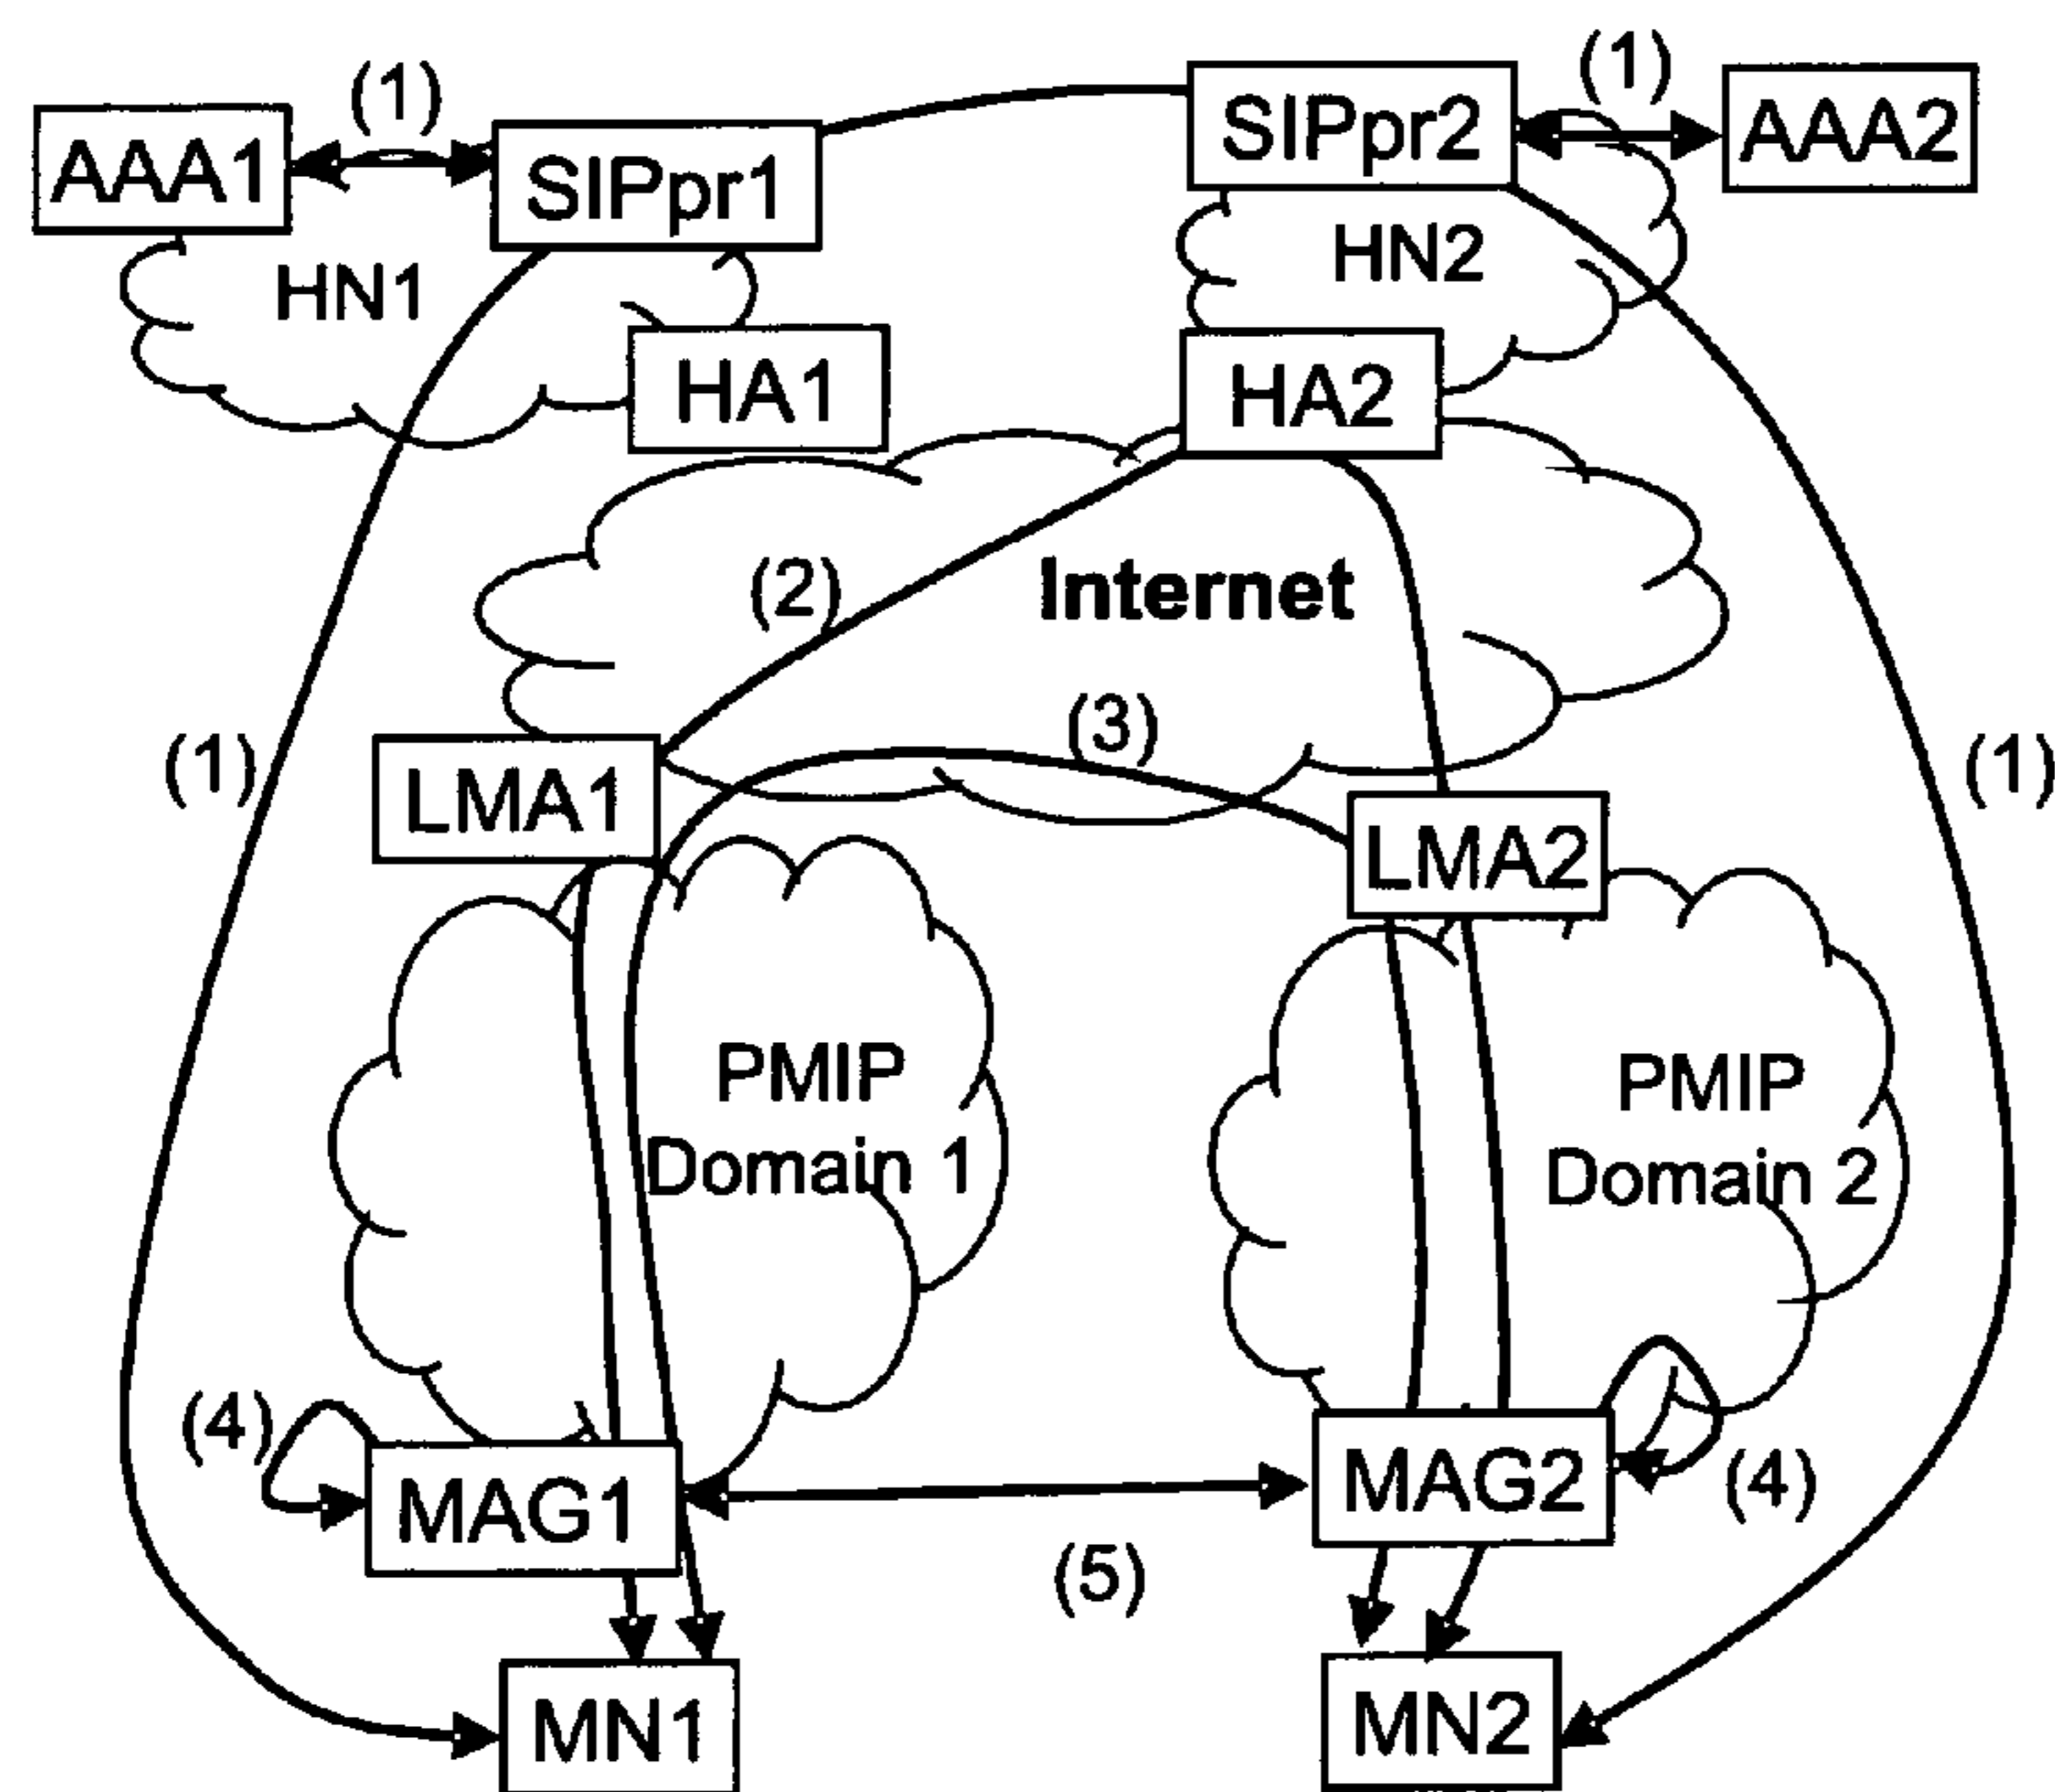 (1)
(1)
AAA1
SIPpr1
SIPpr2
AAA2
HN1
HN2
HA1
HA2
(2)
Internet
(3)
(1)
(1)
LMA1
LMA2
PMIP
Domain 1
PMIP
Domain 2
(4)
MAG1
MAG2
(4)
(5)
MN1
MN2